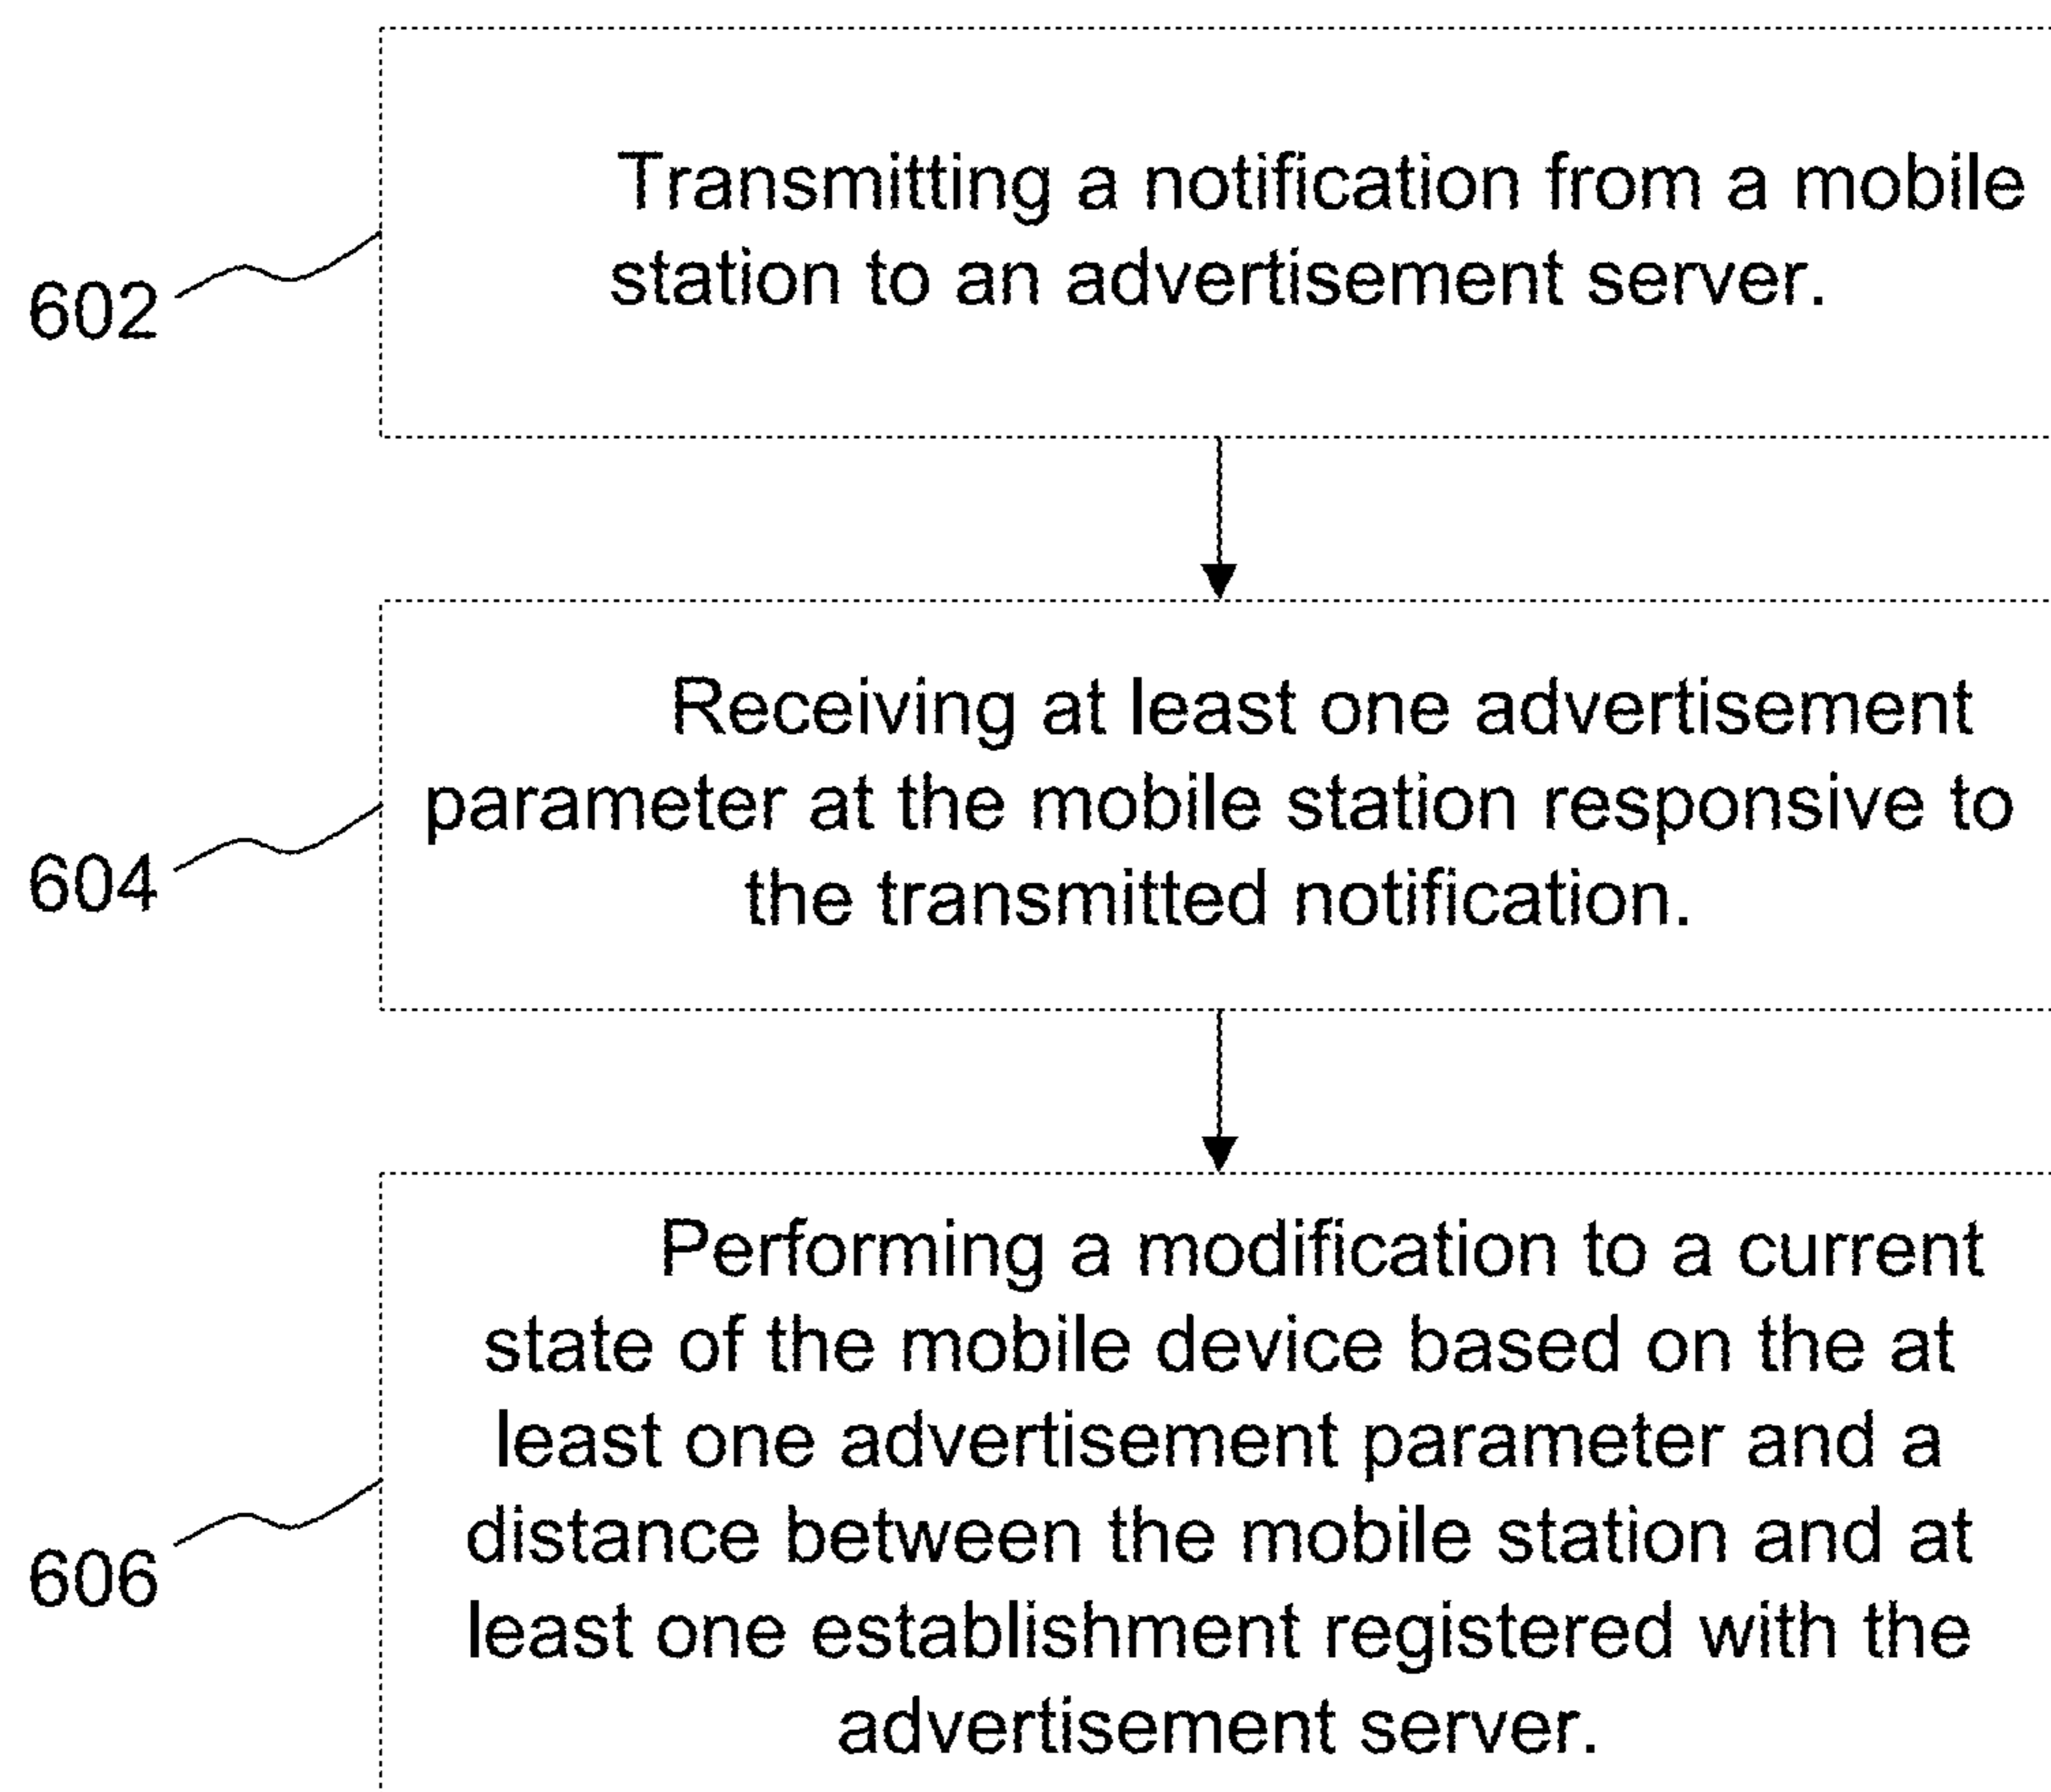 Transmitting a notification from a mobile
station to an advertisement server.
602
Receiving at least one advertisement
parameter at the mobile station responsive to
the transmitted notification.
604
Performing a modification to a current
state of the mobile device based on the at
least one advertisement parameter and a
distance between the mobile station and at
least one establishment registered with the
advertisement server.
606